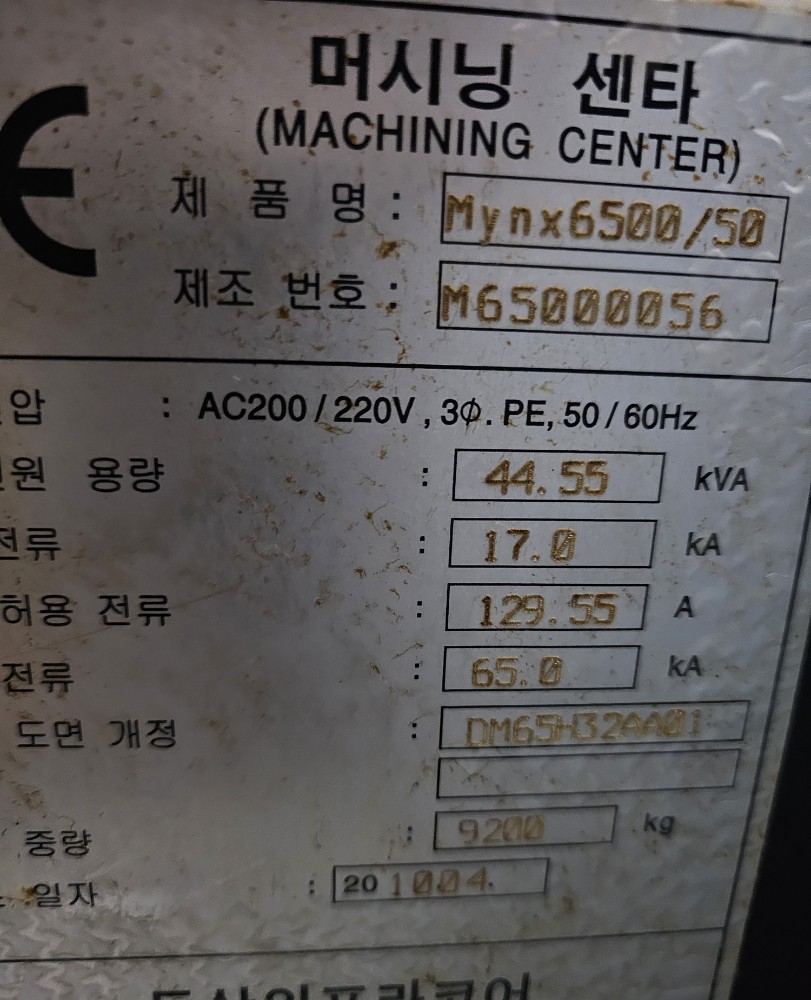 머시닝 센타
(MACHINING CENTER)
제 품 명 : Mynx6500/50
제조 번호 : M65000056
압 : AC200/220V, 3Φ. PE, 50/60Hz
원 용량 : 44.55 kVA
전류 : 17.0 kA
허용 전류 : 129.55 A
전류 : 65.0 kA
도면 개정 : DM65H32AA01
중량 : 9200 kg
일자 : 201004.